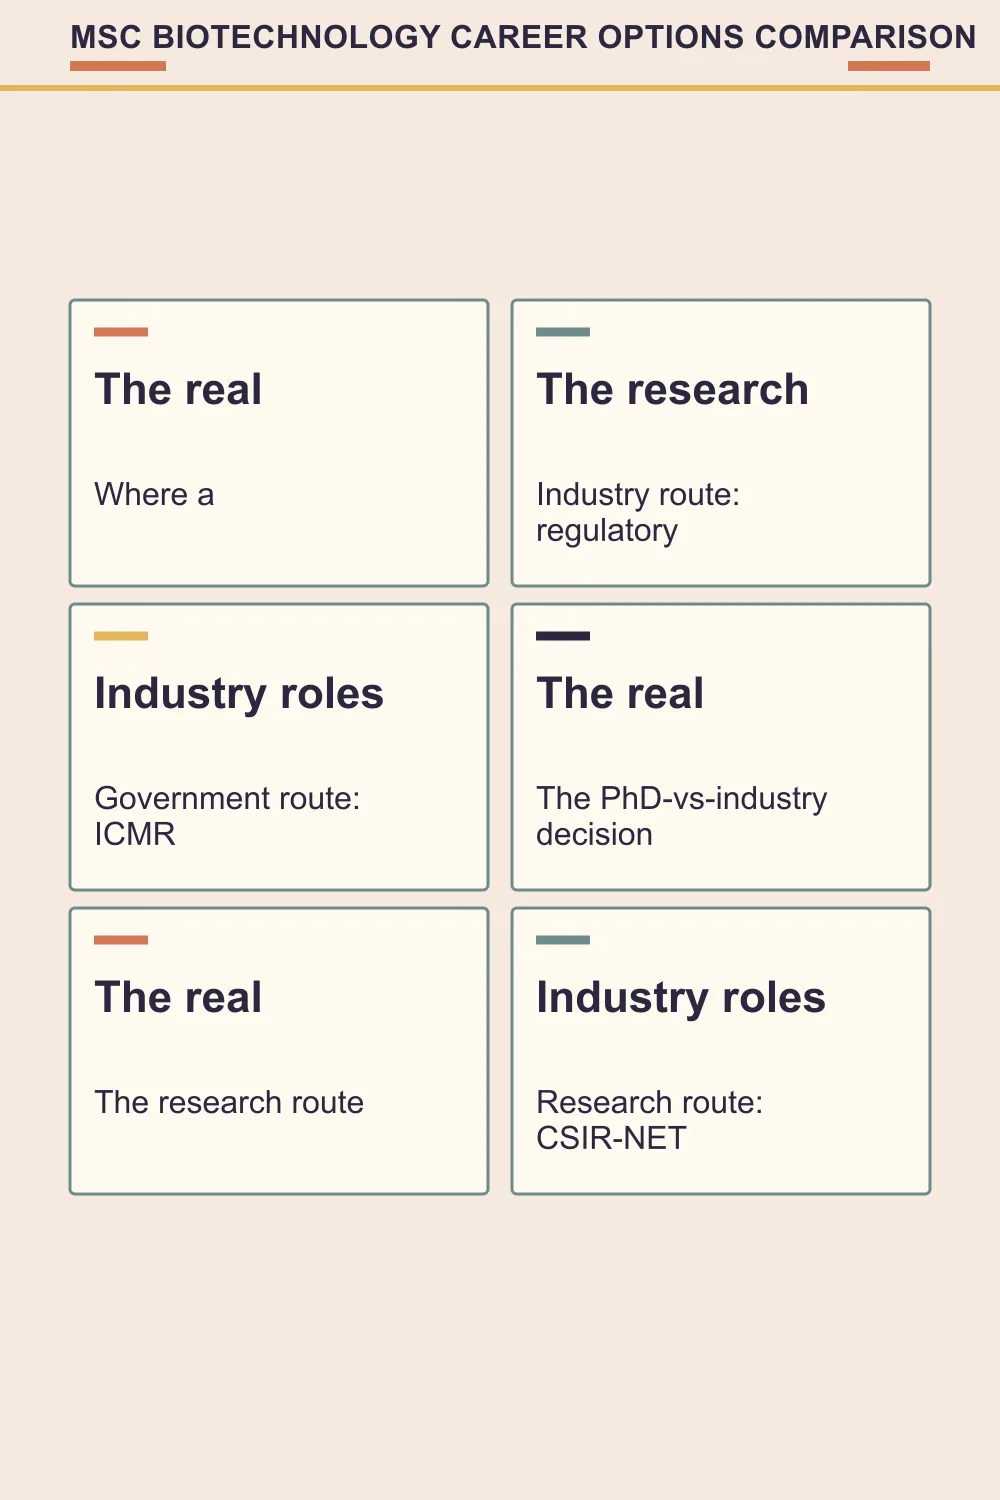 MSC BIOTECHNOLOGY CAREER OPTIONS COMPARISON
The real
Where a
The research
Industry route:
regulatory
Industry roles
Government route:
ICMR
The real
The PhD-vs-industry
decision
The real
The research route
Industry roles
Research route:
CSIR-NET